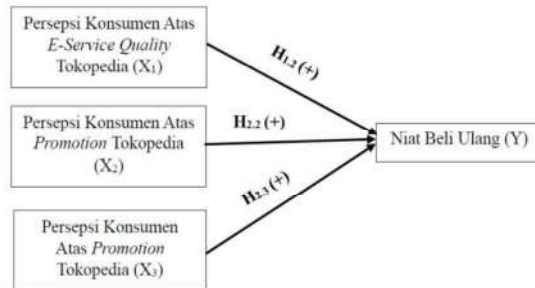 Persepsi Konsumen Atas
E-Service Quality
Tokopedia (X₁)
H₁.₂ (+)
Persepsi Konsumen Atas
Promotion Tokopedia
(X₂)
H₂.₂ (+)
Niat Beli Ulang (Y)
H₂.₃ (+)
Persepsi Konsumen
Atas Promotion
Tokopedia (X₃)